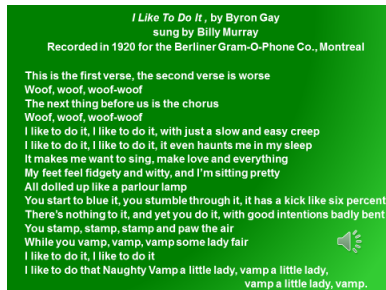 I Like To Do It , by Byron Gay
sung by Billy Murray
Recorded in 1920 for the Berliner Gram-O-Phone Co., Montreal
This is the first verse, the second verse is worse
Woof, woof, woof-woof
The next thing before us is the chorus
Woof, woof, woof-woof
I like to do it, I like to do it, with just a slow and easy creep
I like to do it, I like to do it, it even haunts me in my sleep
It makes me want to sing, make love and everything
My feet feel fidgety and witty, and I'm sitting pretty
All dolled up like a parlour lamp
You start to blue it, you stumble through it, it has a kick like six percent
There's nothing to it, and yet you do it, with good intentions badly bent
You stamp, stamp, stamp and paw the air
While you vamp, vamp, vamp some lady fair
I like to do it, I like to do it
I like to do that Naughty Vamp a little lady, vamp a little lady,
vamp a little lady, vamp.